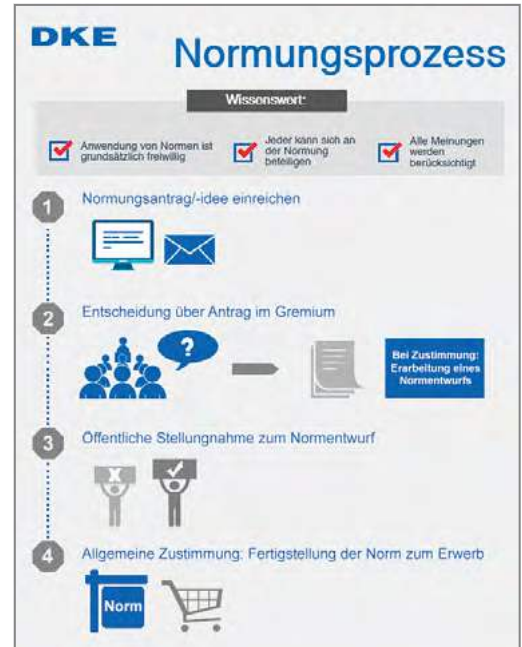 DKE
Normungsprozess
Wissenswort:
Anwendung von Normen ist
grundsätzlich freiwillig
Jeder kann sich an
der Normung
beteiligen
Alle Meinungen
werden
berücksichtigt
1
Normungsantrag/-idee einreichen
2
Entscheidung über Antrag im Gremium
?
Bei Zustimmung:
Erarbeitung eines
Normentwurfs
3
Öffentliche Stellungnahme zum Normentwurf
4
Allgemeine Zustimmung: Fertigstellung der Norm zum Erwerb
Norm